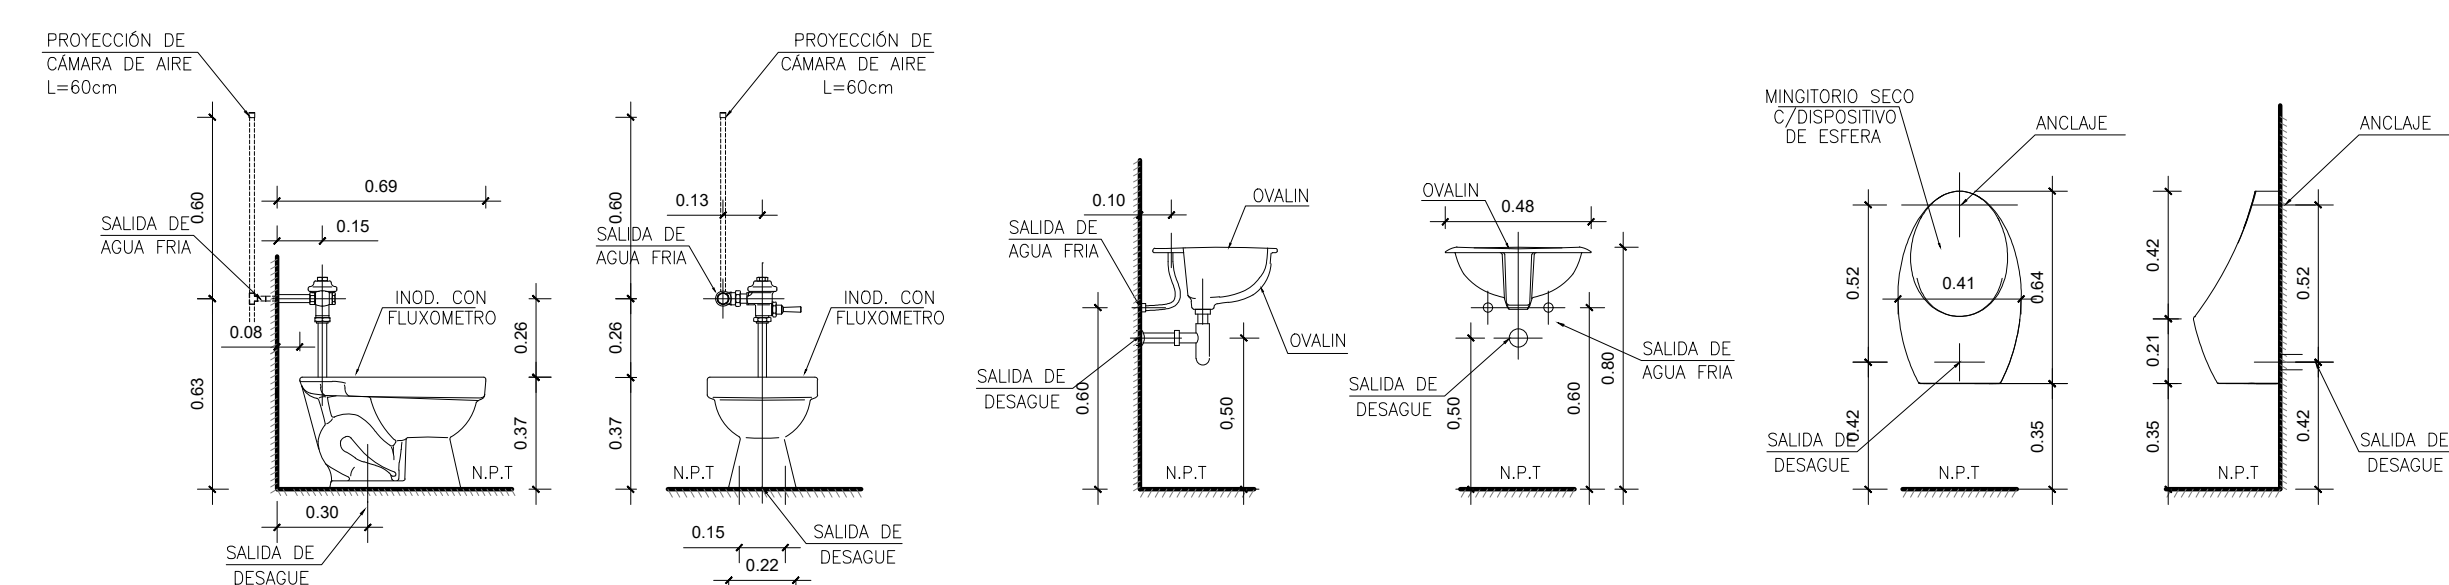 PROYECCIÓN DE
CÁMARA DE AIRE
L=60cm
0.60
0.69
SALIDA DE
AGUA FRIA
0.15
INOD. CON
FLUXOMETRO
0.08
0.26
0.63
0.37
N.P.T
0.30
SALIDA DE
DESAGUE
PROYECCIÓN DE
CÁMARA DE AIRE
L=60cm
0.60
0.13
SALIDA DE
AGUA FRIA
INOD. CON
FLUXOMETRO
0.26
0.37
N.P.T
SALIDA DE
DESAGUE
0.15
0.22
0.10
OVALIN
SALIDA DE
AGUA FRIA
OVALIN
SALIDA DE
DESAGUE
0.60
0,50
N.P.T
OVALIN
0.48
SALIDA DE
AGUA FRIA
SALIDA DE
DESAGUE
0,50
0.60
0.80
N.P.T
MINGITORIO SECO
C/DISPOSITIVO
DE ESFERA
ANCLAJE
0.52
0.41
0.64
SALIDA DE
DESAGUE
0.42
0.35
N.P.T
ANCLAJE
0.42
0.52
0.21
0.35
0.42
SALIDA DE
DESAGUE
N.P.T